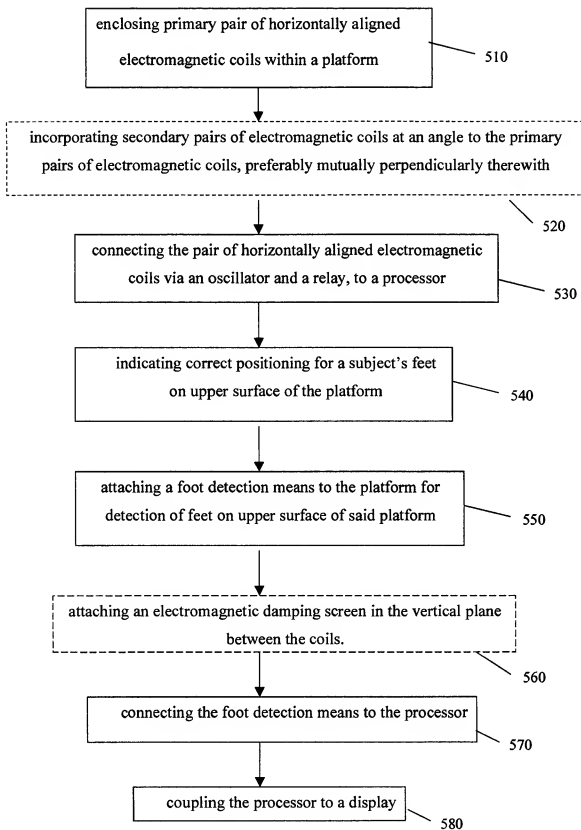 enclosing primary pair of horizontally aligned
electromagnetic coils within a platform
510
incorporating secondary pairs of electromagnetic coils at an angle to the primary
pairs of electromagnetic coils, preferably mutually perpendicularly therewith
520
connecting the pair of horizontally aligned electromagnetic
coils via an oscillator and a relay, to a processor
530
indicating correct positioning for a subject's feet
on upper surface of the platform
540
attaching a foot detection means to the platform for
detection of feet on upper surface of said platform
550
attaching an electromagnetic damping screen in the vertical plane
between the coils.
560
connecting the foot detection means to the processor
570
coupling the processor to a display
580